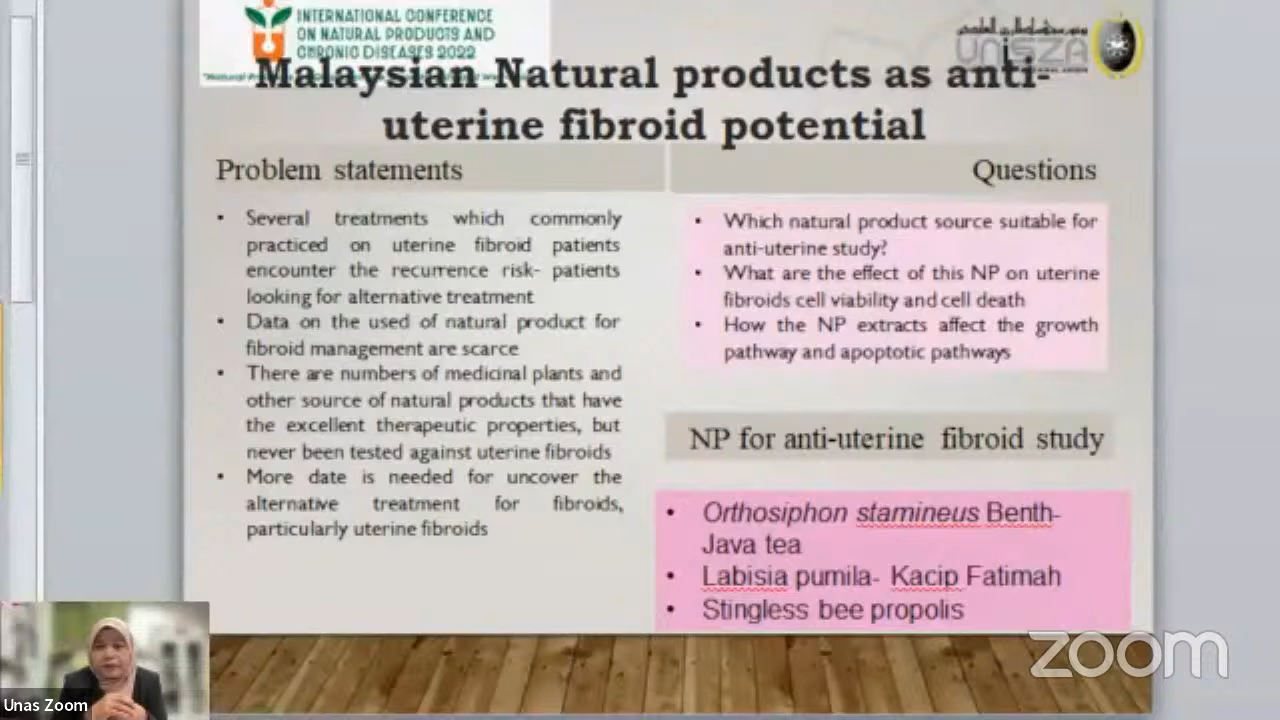 INTERNATIONAL CONFERENCE
ON NATURAL PRODUCTS AND
CHRONIC DISEASES 2022
UniSZA
Malaysian Natural products as anti-
uterine fibroid potential
Problem statements
• Several treatments which commonly
practiced on uterine fibroid patients
encounter the recurrence risk- patients
looking for alternative treatment
• Data on the used of natural product for
fibroid management are scarce
• There are numbers of medicinal plants and
other source of natural products that have
the excellent therapeutic properties, but
never been tested against uterine fibroids
• More date is needed for uncover the
alternative treatment for fibroids,
particularly uterine fibroids
Questions
• Which natural product source suitable for
anti-uterine study?
• What are the effect of this NP on uterine
fibroids cell viability and cell death
• How the NP extracts affect the growth
pathway and apoptotic pathways
NP for anti-uterine fibroid study
• Orthosiphon stamineus Benth-
Java tea
• Labisia pumila- Kacip Fatimah
• Stingless bee propolis
Unas Zoom
zoom